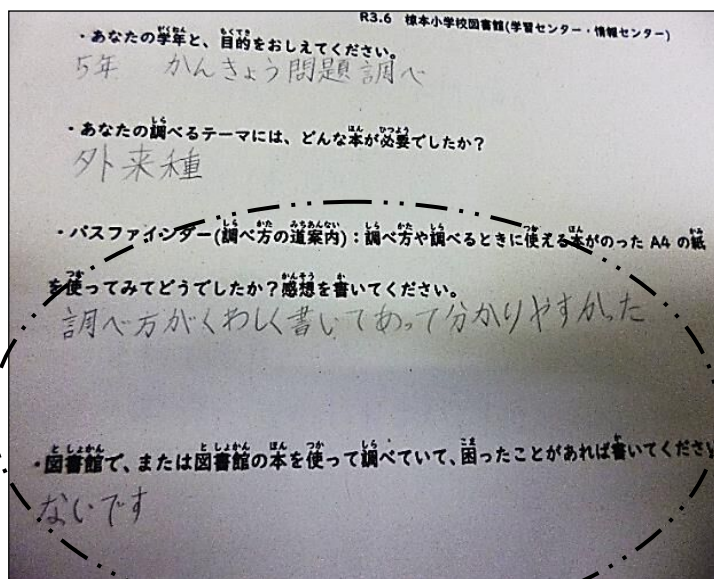 R3.6 椋本小学校図書館(学習センター・情報センター)
・あなたの学年と、目的をおしえてください。
5年 かんきょう問題調べ
・あなたの調べるテーマには、どんな本が必要でしたか?
外来種
・パスファインダー(調べ方の道案内):調べ方や調べるときに使える本がのった A4 の紙
を使ってみてどうでしたか?感想を書いてください。
調べ方がくわしく書いてあって分かりやすかった
・図書館で、または図書館の本を使って調べていて、困ったことがあれば書いてくださ
ないです